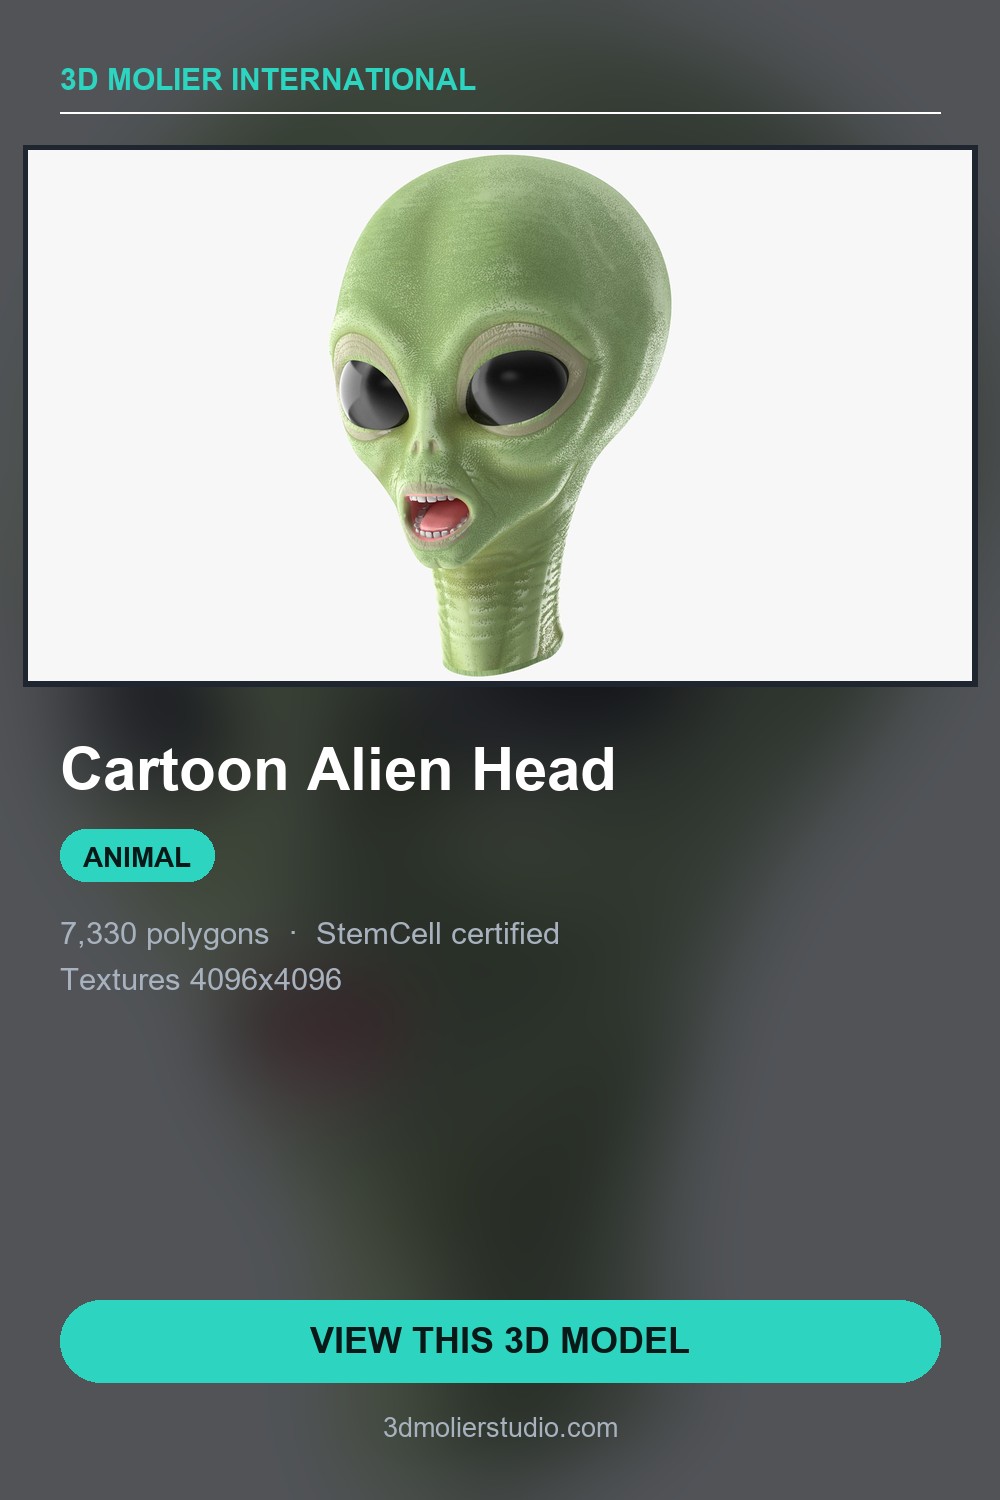 3D MOLIER INTERNATIONAL
Cartoon Alien Head
ANIMAL
7,330 polygons · StemCell certified
Textures 4096x4096
VIEW THIS 3D MODEL
3dmolierstudio.com